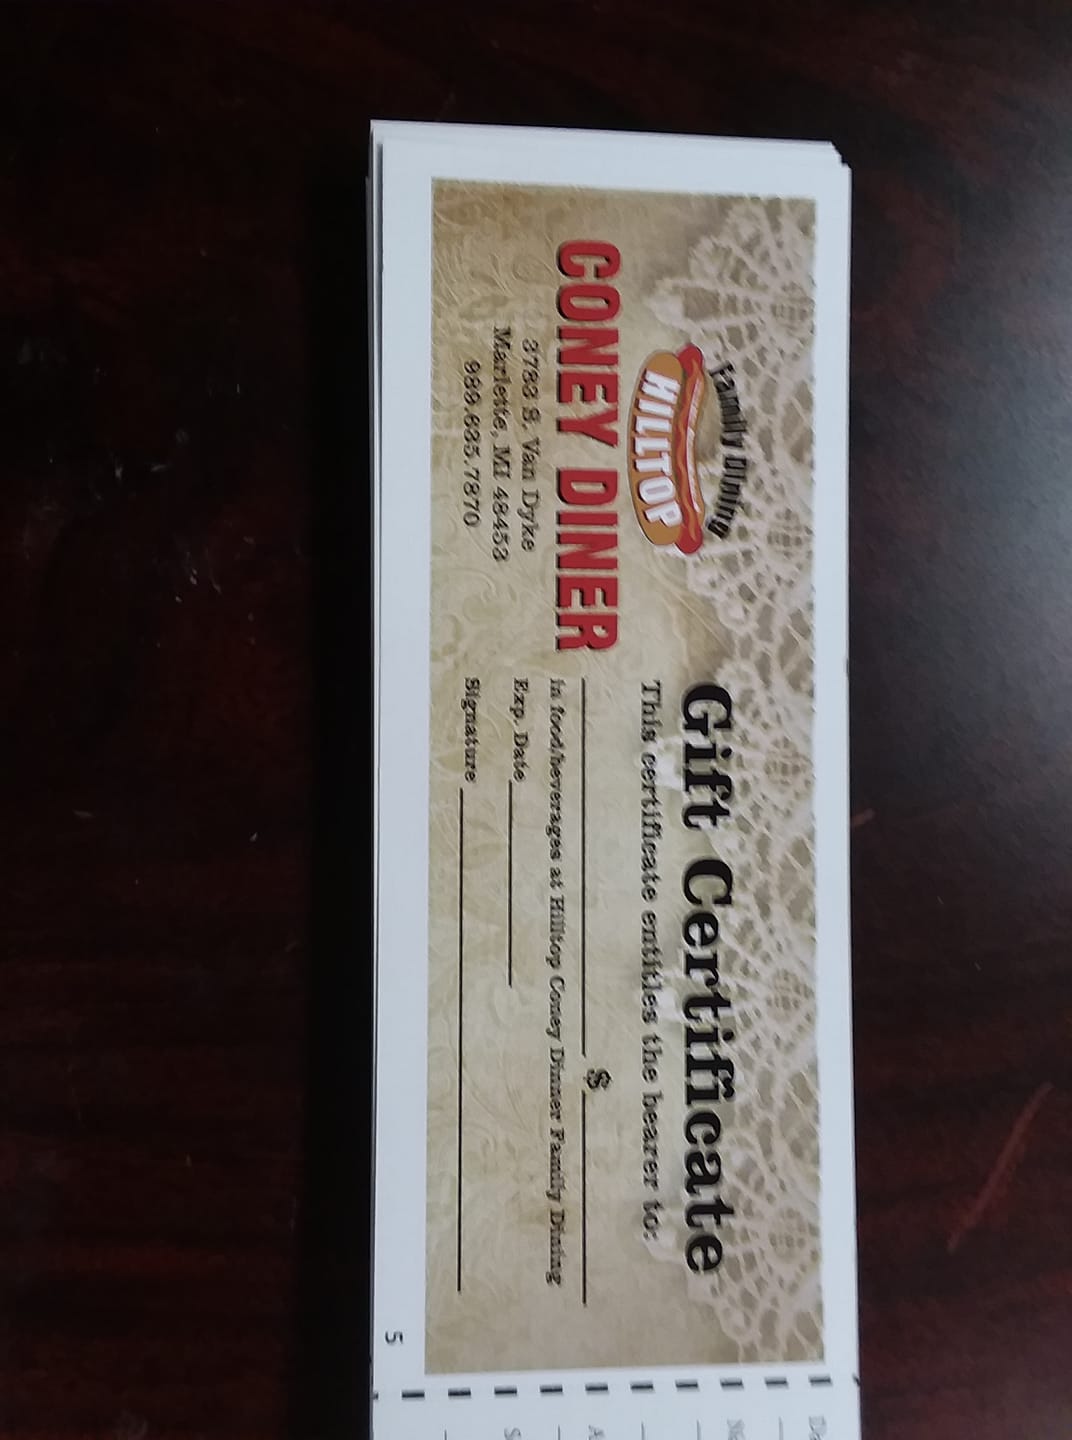 Family Dining
HILLTOP
CONEY DINER
3783 S. Van Dyke
Marlette, MI 48453
989.635.7870
Gift Certificate
This certificate entitles the bearer to:
$
in food/beverages at Hilltop Coney Dinner Family Dining
Exp. Date
Signature
5